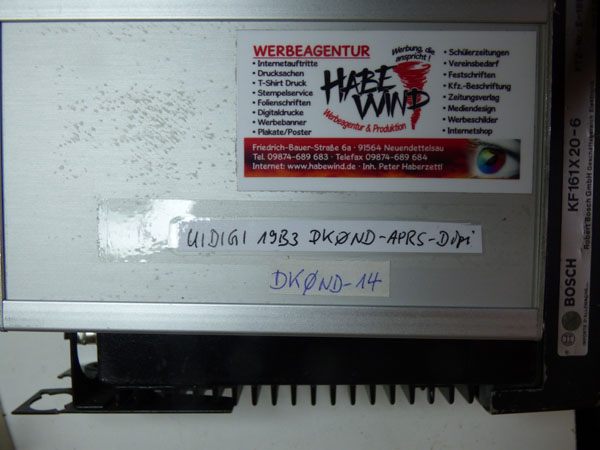 WERBEAGENTUR
• Internetauftritte
• Drucksachen
• T-Shirt Druck
• Stempelservice
• Folienschriften
• Digitaldrucke
• Werbebanner
• Plakate/Poster
Werbung, die
anspricht !
HABE
WIND
Werbeagentur & Produktion
• Schülerzeitungen
• Vereinsbedarf
• Festschriften
• Kfz.-Beschriftung
• Zeitungsverlag
• Mediendesign
• Werbeschilder
• Internetshop
Friedrich-Bauer-Straße 6a · 91564 Neuendettelsau
Tel. 09874-689 683 · Telefax 09874-689 684
Internet: www.habewind.de · Inh. Peter Haberzettl
UIDIGI 19B3 DKØND-APRS-Digi
DKØND-14
BOSCH
KF161X20-6
Robert Bosch GmbH